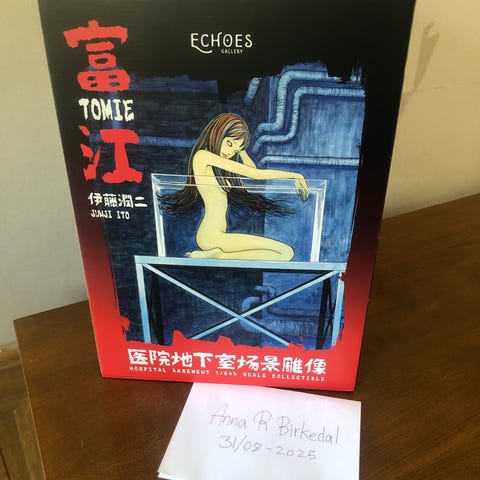 ECHOES
GALLERY
富江
TOMIE
伊藤潤二
JUNJI ITO
医院地下室场景雕像
HOSPITAL BASEMENT 1/6th SCALE COLLECTIBLE
Anna R Birkedal
31/08-2025